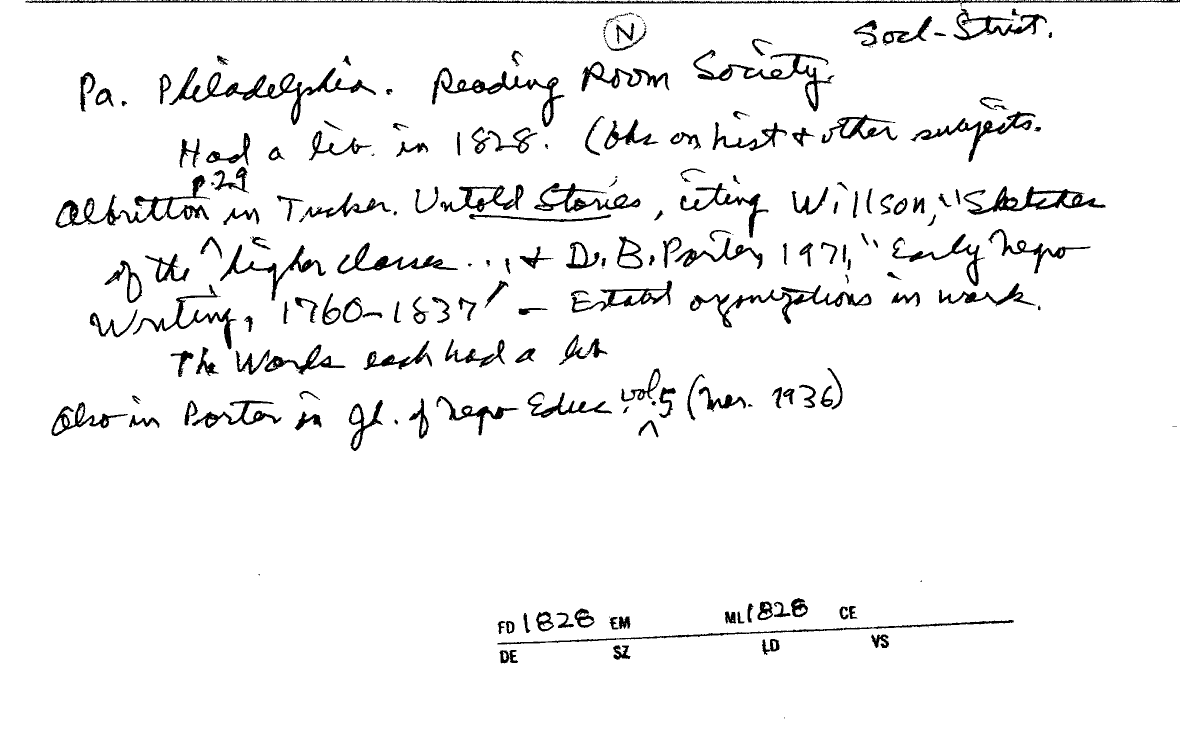 N
Socl-Strict.
Pa. Philadelphia. Reading Room Society.
Had a lib. in 1828. (bks on hist & other subjects.
p.29
Albritton in Tucker. Untold Stories, citing Willson, "Sketches
of the higher classes..., & D.B. Porter, 1971, "Early Negro
Writing, 1760-1837" - Establ organizations in work.
The Words each had a lib
Also in Porter in Jl. of Negro Educ. vol. 5 (1936)
FD 1828 EM ML 1828 CE
DE SZ LD VS